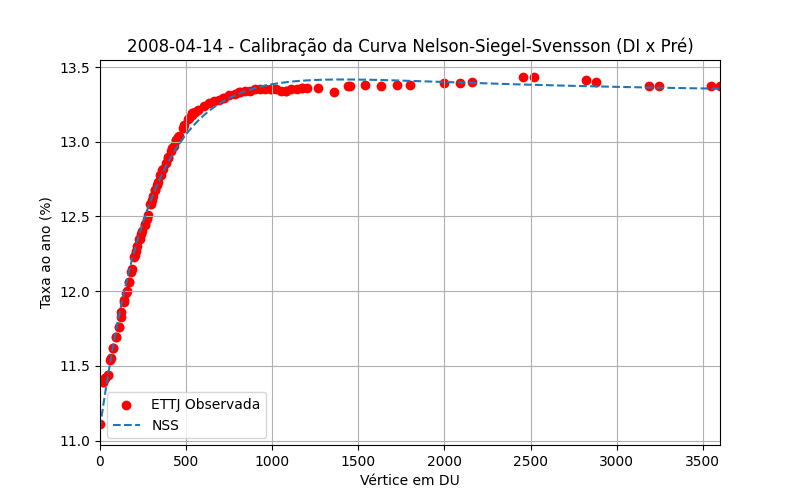 2008-04-14 - Calibração da Curva Nelson-Siegel-Svensson (DI x Pré)
Taxa ao ano (%)
13.5
13.0
12.5
12.0
11.5
11.0
ETTJ Observada
NSS
0 500 1000 1500 2000 2500 3000 3500
Vértice em DU